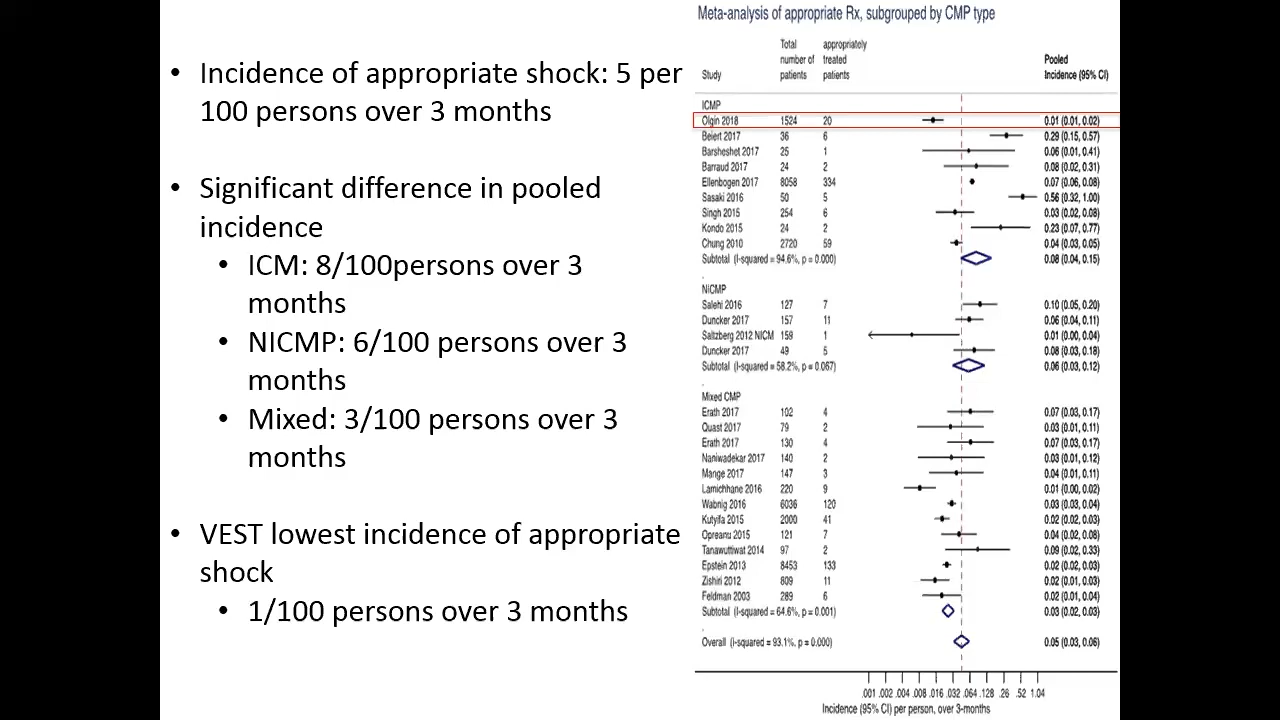 • Incidence of appropriate shock: 5 per
100 persons over 3 months
• Significant difference in pooled
incidence
• ICM: 8/100persons over 3
months
• NICMP: 6/100 persons over 3
months
• Mixed: 3/100 persons over 3
months
• VEST lowest incidence of appropriate
shock
• 1/100 persons over 3 months
Meta-analysis of appropriate Rx, subgrouped by CMP type
Total appropriately
number of treated Pooled
Study patients patients Incidence (95% CI)
ICMP
Olgin 2018 1524 20 0.01 (0.01, 0.02)
Beiert 2017 36 6 0.29 (0.15, 0.57)
Barsheshet 2017 25 1 0.06 (0.01, 0.41)
Barraud 2017 24 2 0.08 (0.02, 0.31)
Ellenbogen 2017 8058 334 0.07 (0.06, 0.08)
Sasaki 2016 50 5 0.56 (0.32, 1.00)
Singh 2015 254 6 0.03 (0.02, 0.08)
Kondo 2015 24 2 0.23 (0.07, 0.77)
Chung 2010 2720 59 0.04 (0.03, 0.05)
Subtotal (I-squared = 94.6%, p = 0.000) 0.08 (0.04, 0.15)
.
NICMP
Salehi 2016 127 7 0.10 (0.05, 0.20)
Duncker 2017 157 11 0.06 (0.04, 0.11)
Saltzberg 2012 NICM 159 1 0.01 (0.00, 0.04)
Duncker 2017 49 5 0.08 (0.03, 0.18)
Subtotal (I-squared = 58.2%, p = 0.067) 0.06 (0.03, 0.12)
.
Mixed CMP
Erath 2017 102 4 0.07 (0.03, 0.17)
Quast 2017 79 2 0.03 (0.01, 0.11)
Erath 2017 130 4 0.07 (0.03, 0.17)
Naniwadekar 2017 140 2 0.03 (0.01, 0.12)
Mange 2017 147 3 0.04 (0.01, 0.11)
Lamichhane 2016 220 9 0.01 (0.00, 0.02)
Wabnig 2016 6036 120 0.03 (0.03, 0.04)
Kutyifa 2015 2000 41 0.02 (0.02, 0.03)
Opreanu 2015 121 7 0.04 (0.02, 0.08)
Tanawuttiwat 2014 97 2 0.09 (0.02, 0.33)
Epstein 2013 8453 133 0.02 (0.02, 0.03)
Zishiri 2012 809 11 0.02 (0.01, 0.03)
Feldman 2003 289 6 0.02 (0.01, 0.04)
Subtotal (I-squared = 64.6%, p = 0.001) 0.03 (0.02, 0.03)
.
Overall (I-squared = 93.1%, p = 0.000) 0.05 (0.03, 0.06)
.001 .002 .004 .008 .016 .032 .064 .128 .26 .52 1.04
Incidence (95% CI) per person, over 3-months